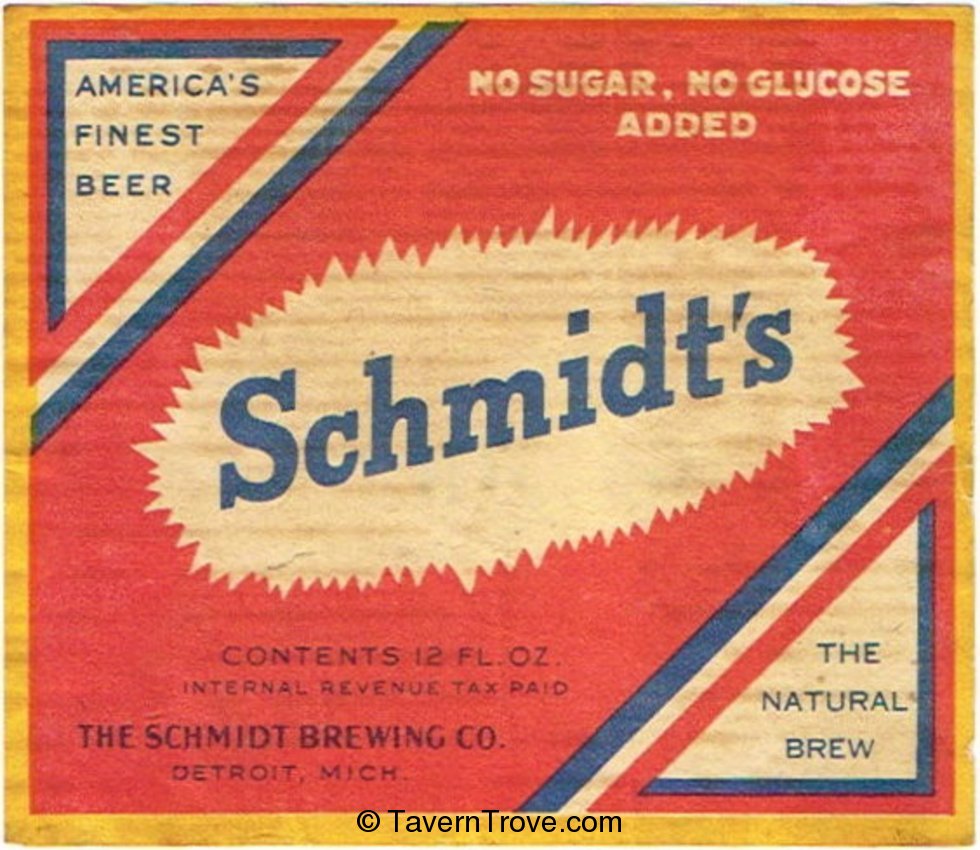 AMERICA'S
FINEST
BEER
NO SUGAR, NO GLUCOSE
ADDED
Schmidt's
CONTENTS 12 FL. OZ.
INTERNAL REVENUE TAX PAID
THE SCHMIDT BREWING CO.
DETROIT, MICH.
THE
NATURAL
BREW
© TavernTrove.com